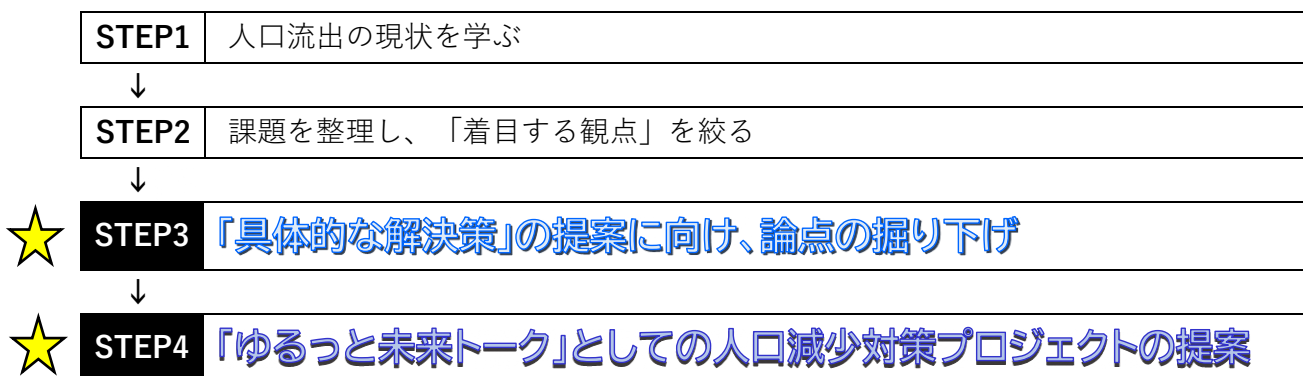 STEP1 人口流出の現状を学ぶ
↓
STEP2 課題を整理し、「着目する観点」を絞る
↓
STEP3 「具体的な解決策」の提案に向け、論点の掘り下げ
↓
STEP4 「ゆるっと未来トーク」としての人口減少対策プロジェクトの提案